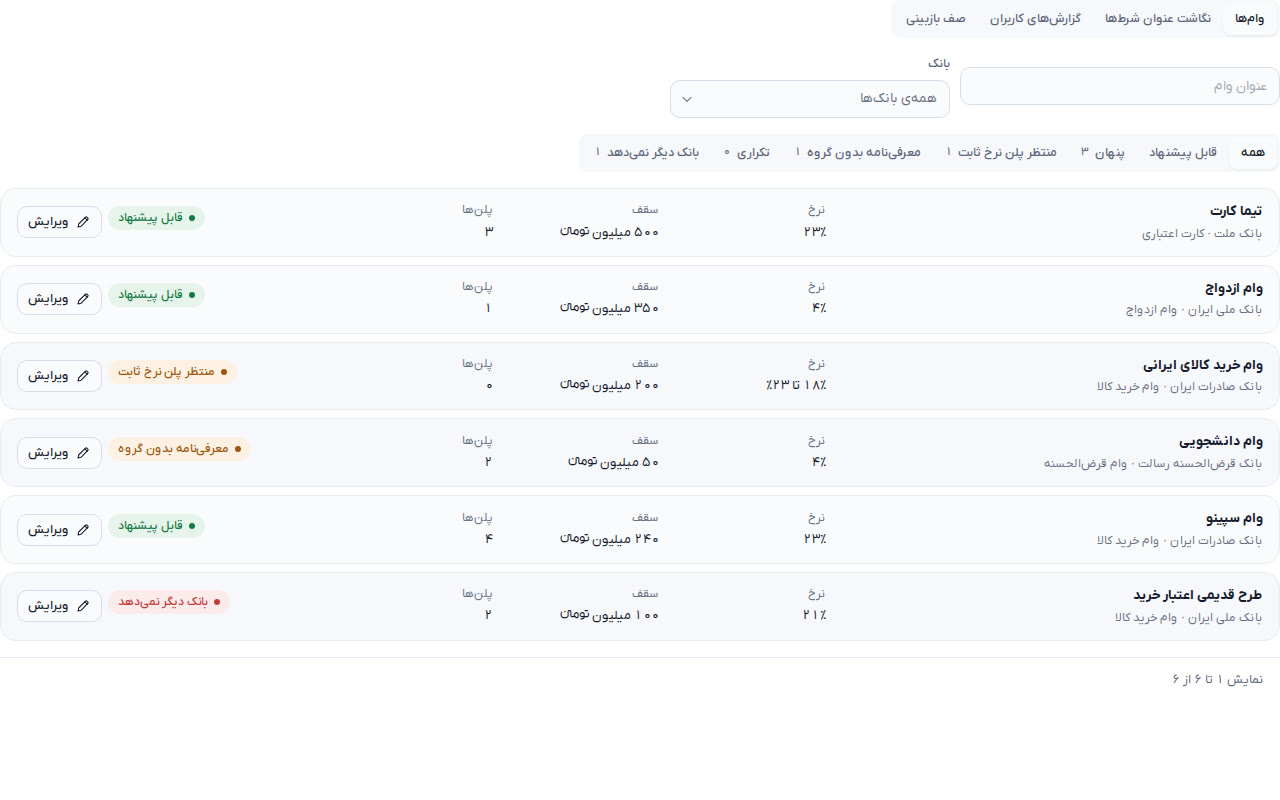 وام‌ها نگاشت عنوان شرط‌ها گزارش‌های کاربران صف بازبینی
بانک
عنوان وام
همه‌ی بانک‌ها
همه قابل پیشنهاد پنهان ۳ منتظر پلن نرخ ثابت ۱ معرفی‌نامه بدون گروه ۱ تکراری ۰ بانک دیگر نمی‌دهد ۱
تیما کارت
بانک ملت · کارت اعتباری
نرخ
۲۳٪
سقف
۵۰۰ میلیون تومان
پلن‌ها
۳
قابل پیشنهاد
ویرایش
وام ازدواج
بانک ملی ایران · وام ازدواج
نرخ
۴٪
سقف
۳۵۰ میلیون تومان
پلن‌ها
۱
قابل پیشنهاد
ویرایش
وام خرید کالای ایرانی
بانک صادرات ایران · وام خرید کالا
نرخ
۱۸٪ تا ۲۳٪
سقف
۲۰۰ میلیون تومان
پلن‌ها
۰
منتظر پلن نرخ ثابت
ویرایش
وام دانشجویی
بانک قرض‌الحسنه رسالت · وام قرض‌الحسنه
نرخ
۴٪
سقف
۵۰ میلیون تومان
پلن‌ها
۲
معرفی‌نامه بدون گروه
ویرایش
وام سپینو
بانک صادرات ایران · وام خرید کالا
نرخ
۲۳٪
سقف
۲۴۰ میلیون تومان
پلن‌ها
۴
قابل پیشنهاد
ویرایش
طرح قدیمی اعتبار خرید
بانک ملی ایران · وام خرید کالا
نرخ
۲۱٪
سقف
۱۰۰ میلیون تومان
پلن‌ها
۲
بانک دیگر نمی‌دهد
ویرایش
نمایش ۱ تا ۶ از ۶